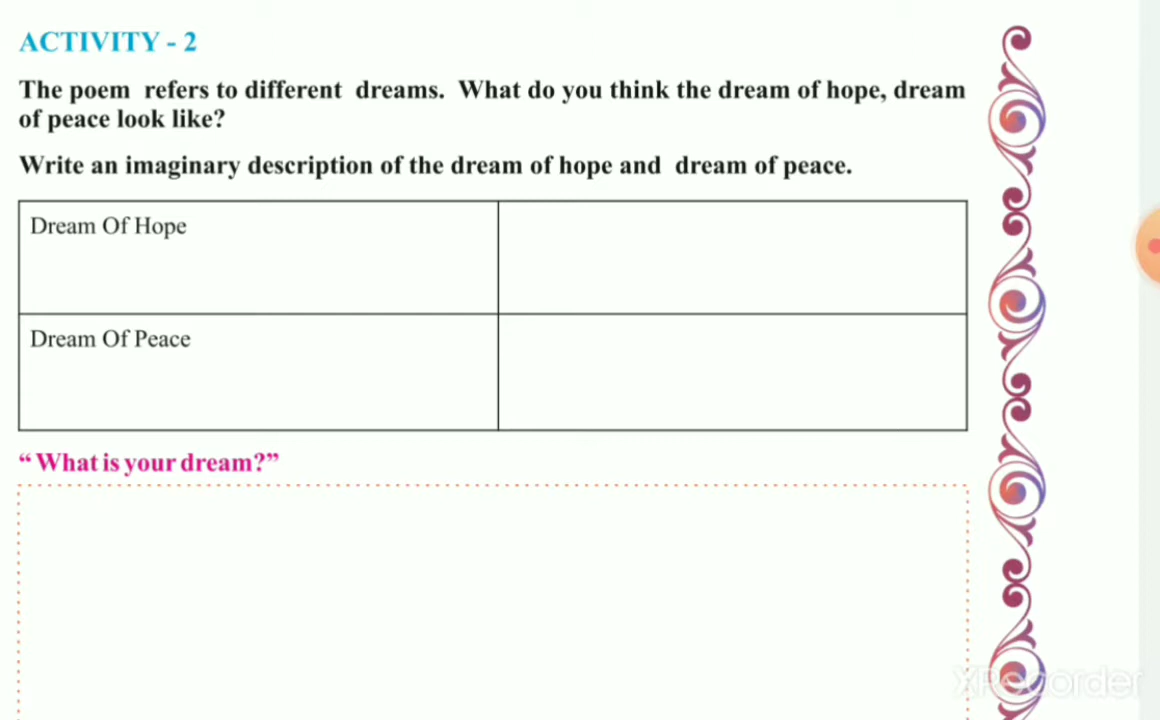 ACTIVITY - 2
The poem refers to different dreams. What do you think the dream of hope, dream
of peace look like?
Write an imaginary description of the dream of hope and dream of peace.
Dream Of Hope
Dream Of Peace
“ What is your dream?”
XRecorder